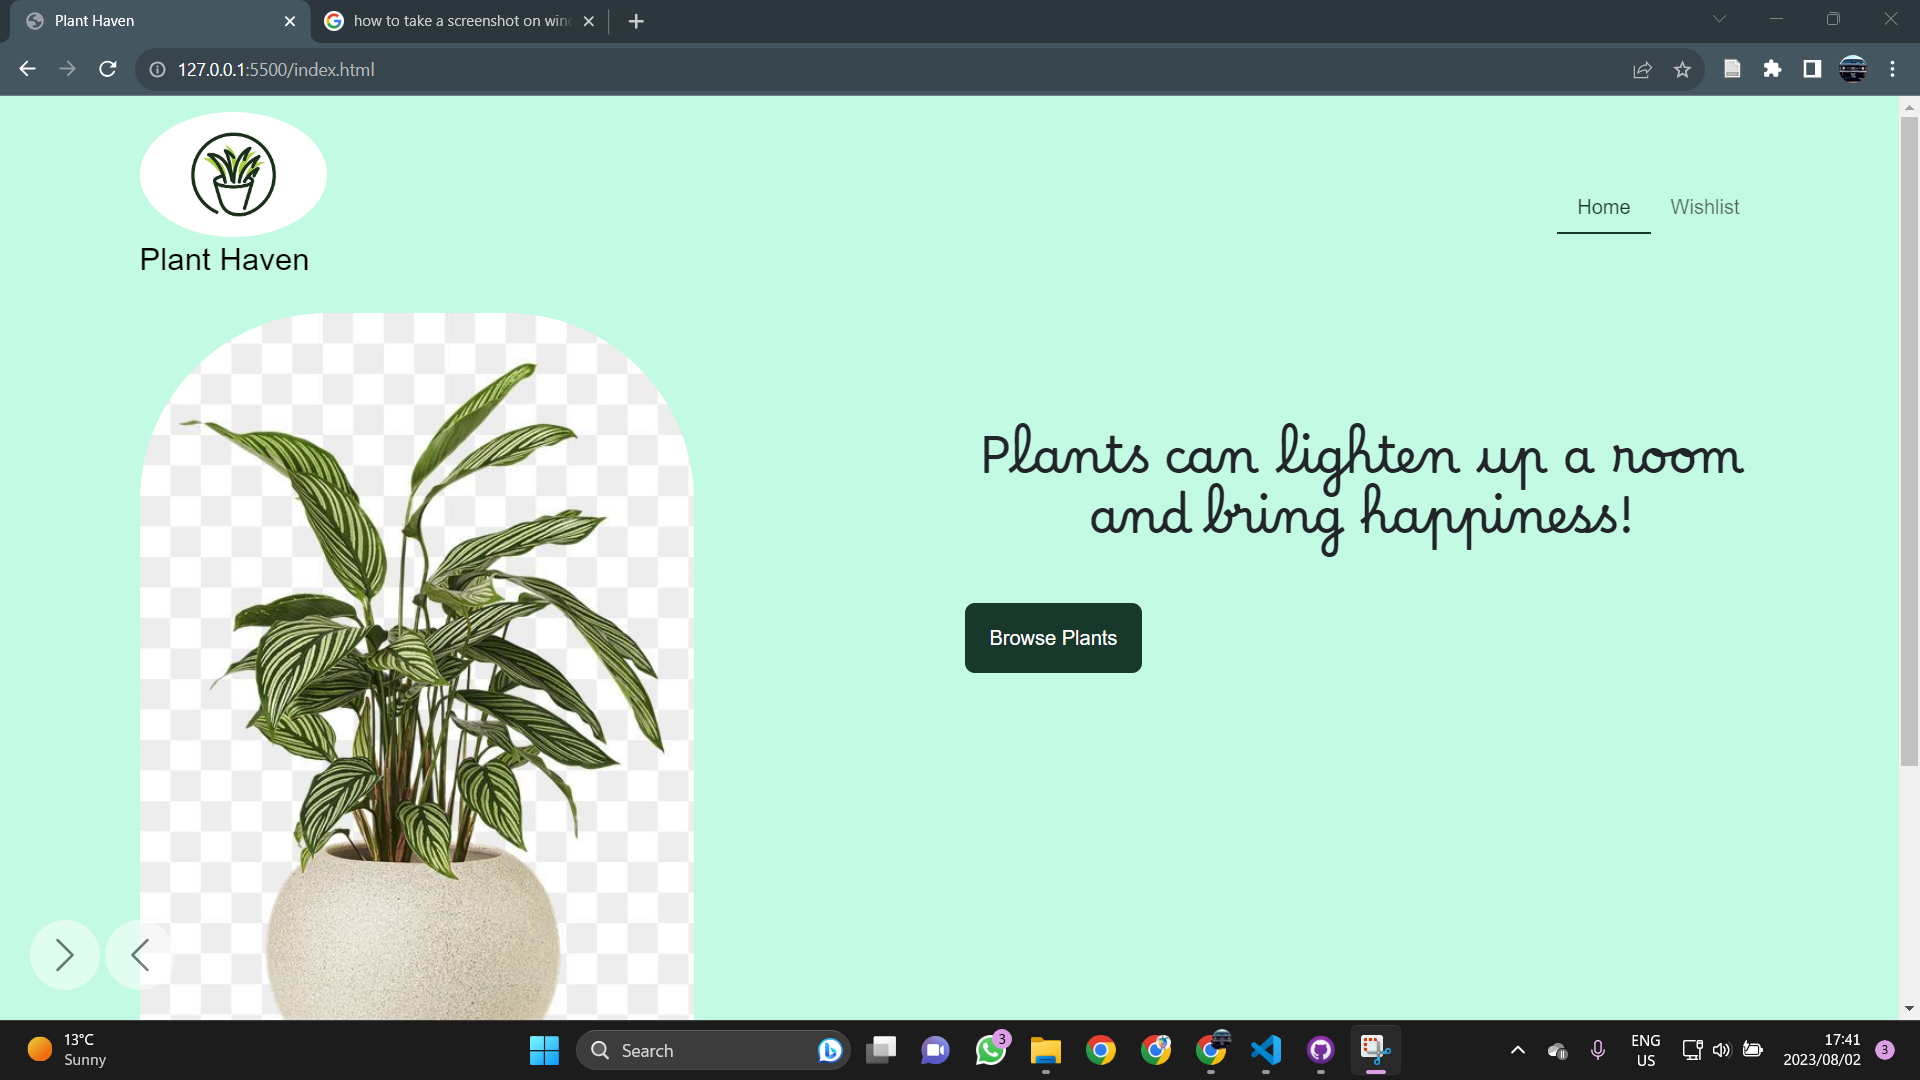 Plant Haven
how to take a screenshot on win
127.0.0.1:5500/index.html
Plant Haven
Home
Wishlist
Plants can lighten up a room
and bring happiness!
Browse Plants
13°C
Sunny
Search
3
ENG
US
17:41
2023/08/02
3